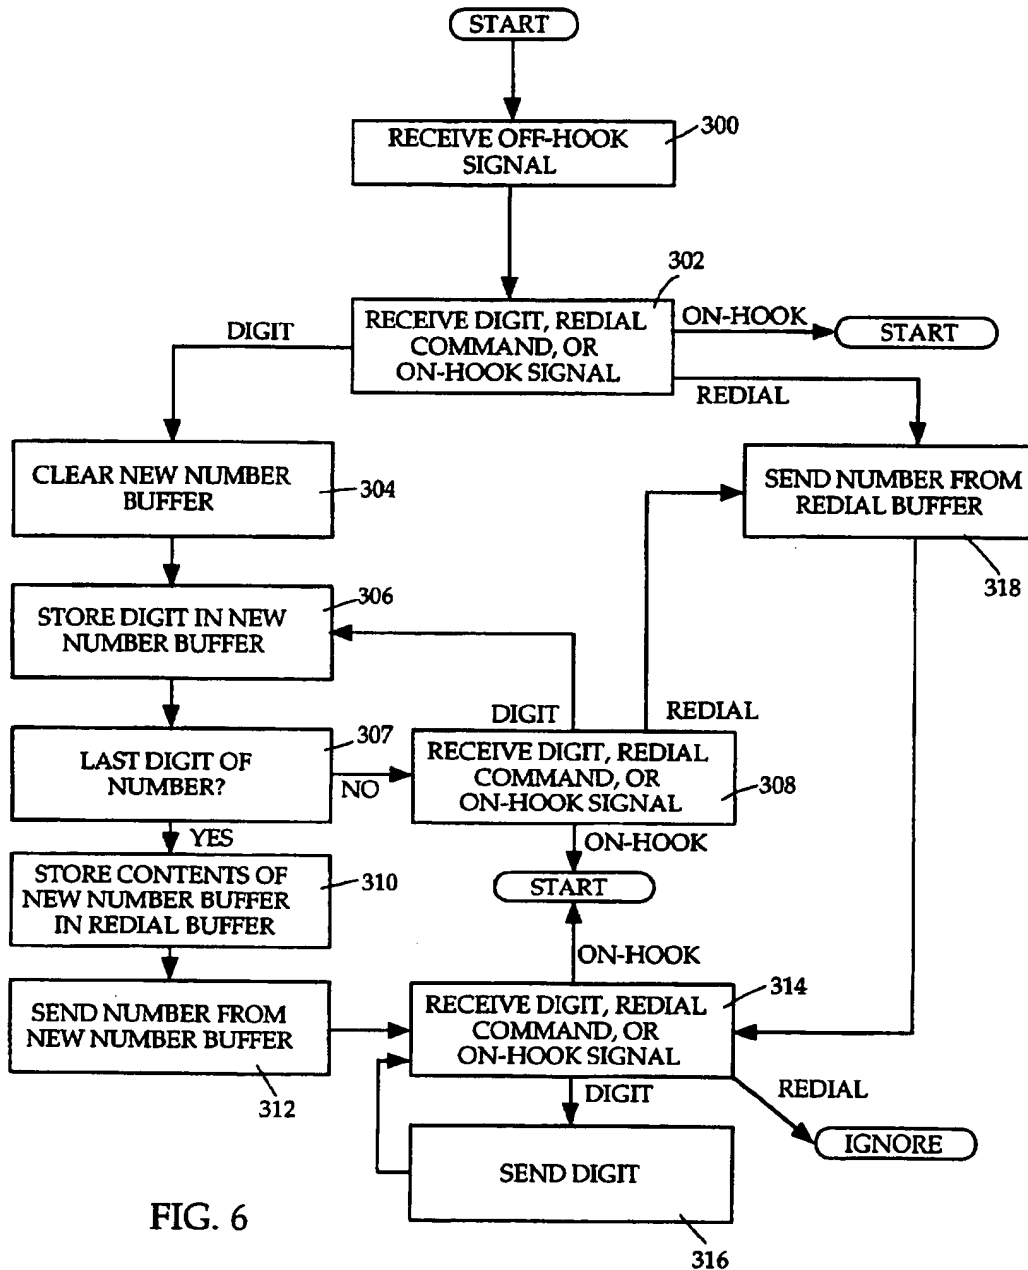 START
RECEIVE OFF-HOOK
SIGNAL
300
302
RECEIVE DIGIT, REDIAL
COMMAND, OR
ON-HOOK SIGNAL
ON-HOOK
START
DIGIT
REDIAL
CLEAR NEW NUMBER
BUFFER
304
SEND NUMBER FROM
REDIAL BUFFER
318
306
STORE DIGIT IN NEW
NUMBER BUFFER
DIGIT
REDIAL
307
LAST DIGIT OF
NUMBER?
NO
RECEIVE DIGIT, REDIAL
COMMAND, OR
ON-HOOK SIGNAL
308
YES
ON-HOOK
STORE CONTENTS OF
NEW NUMBER BUFFER
IN REDIAL BUFFER
310
START
ON-HOOK
SEND NUMBER FROM
NEW NUMBER BUFFER
312
314
RECEIVE DIGIT, REDIAL
COMMAND, OR
ON-HOOK SIGNAL
DIGIT
REDIAL
IGNORE
SEND DIGIT
316
FIG. 6